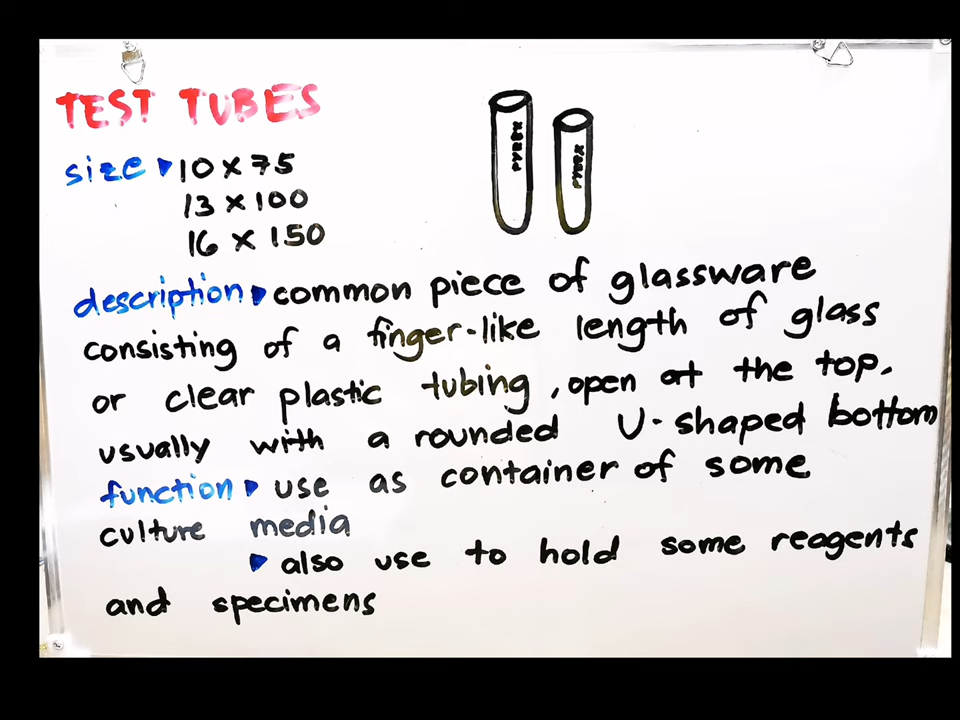 TEST TUBES
PYREX
PYREX
size ▸ 10 x 75
13 x 100
16 x 150
description ▸ common piece of glassware
consisting of a finger-like length of glass
or clear plastic tubing, open at the top,
usually with a rounded U-shaped bottom
function ▸ use as container of some
culture media
▸ also use to hold some reagents
and specimens